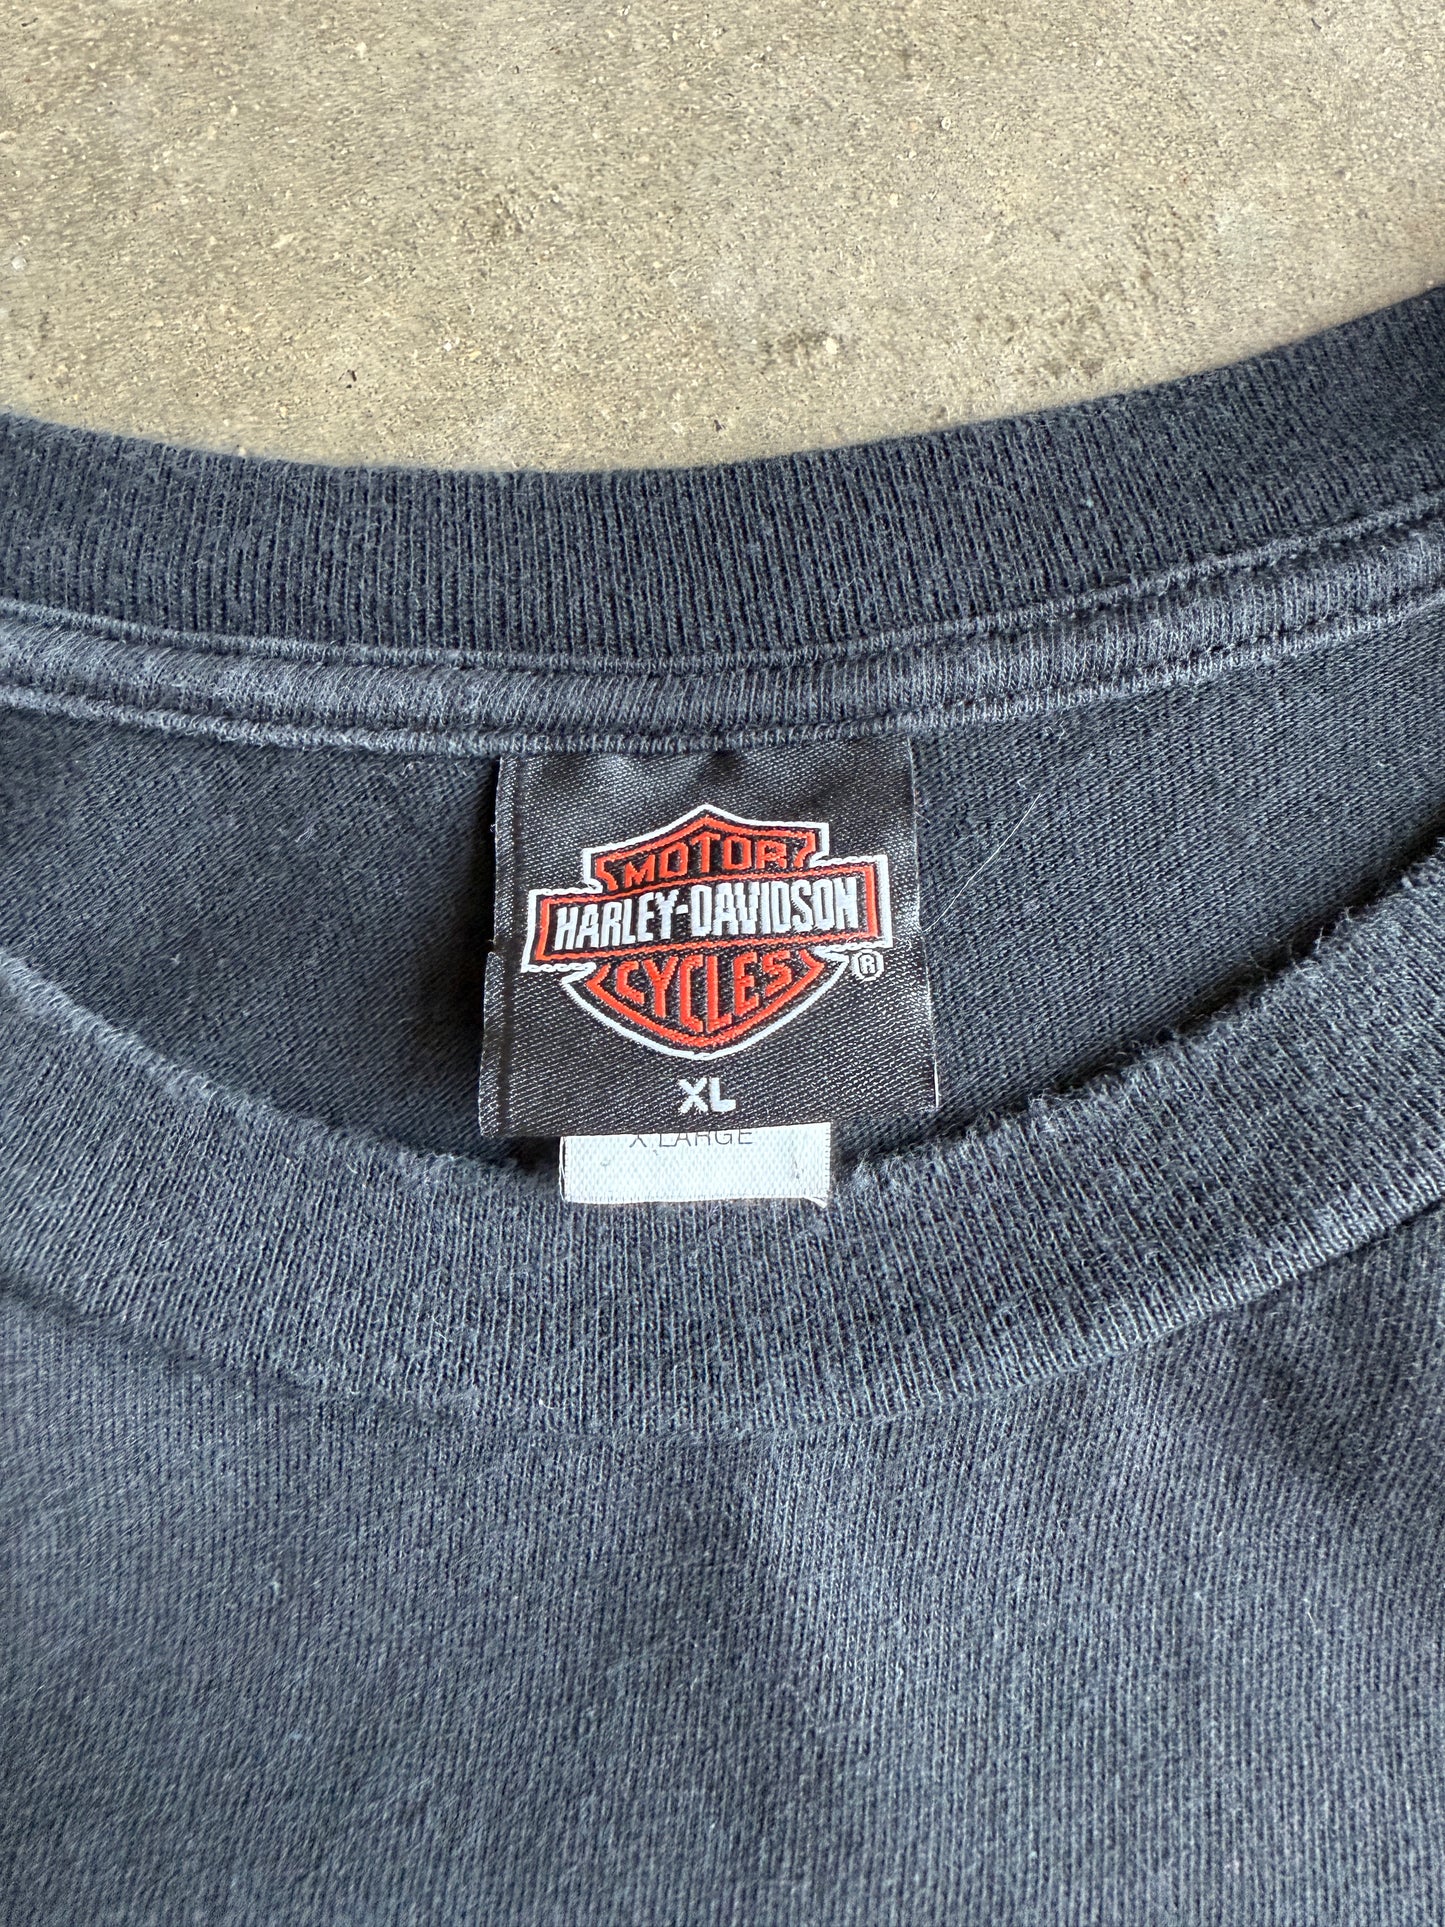 MOTOR
HARLEY-DAVIDSON
CYCLES
®
XL
X LARGE